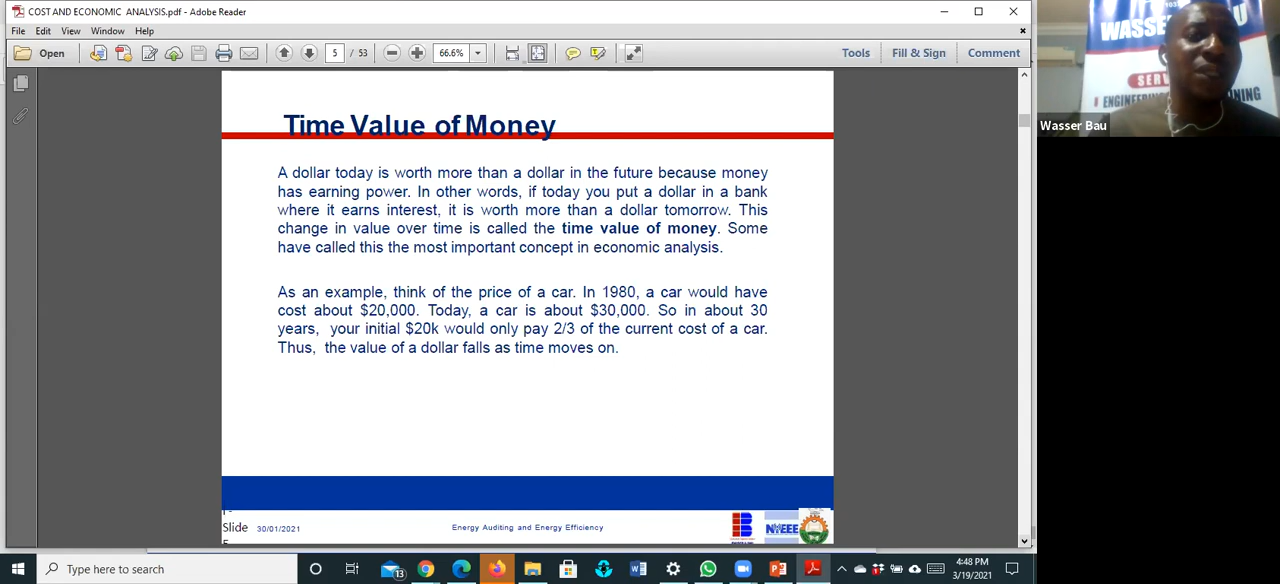 COST AND ECONOMIC ANALYSIS.pdf - Adobe Reader
File Edit View Window Help
Open 5 / 53 66.6% Tools Fill & Sign Comment
Time Value of Money
A dollar today is worth more than a dollar in the future because money
has earning power. In other words, if today you put a dollar in a bank
where it earns interest, it is worth more than a dollar tomorrow. This
change in value over time is called the time value of money. Some
have called this the most important concept in economic analysis.
As an example, think of the price of a car. In 1980, a car would have
cost about $20,000. Today, a car is about $30,000. So in about 30
years, your initial $20k would only pay 2/3 of the current cost of a car.
Thus, the value of a dollar falls as time moves on.
Slide 30/01/2021 Energy Auditing and Energy Efficiency
WASSER
SER
ENGINEER
Wasser Bau
Type here to search
13
4:48 PM
3/19/2021